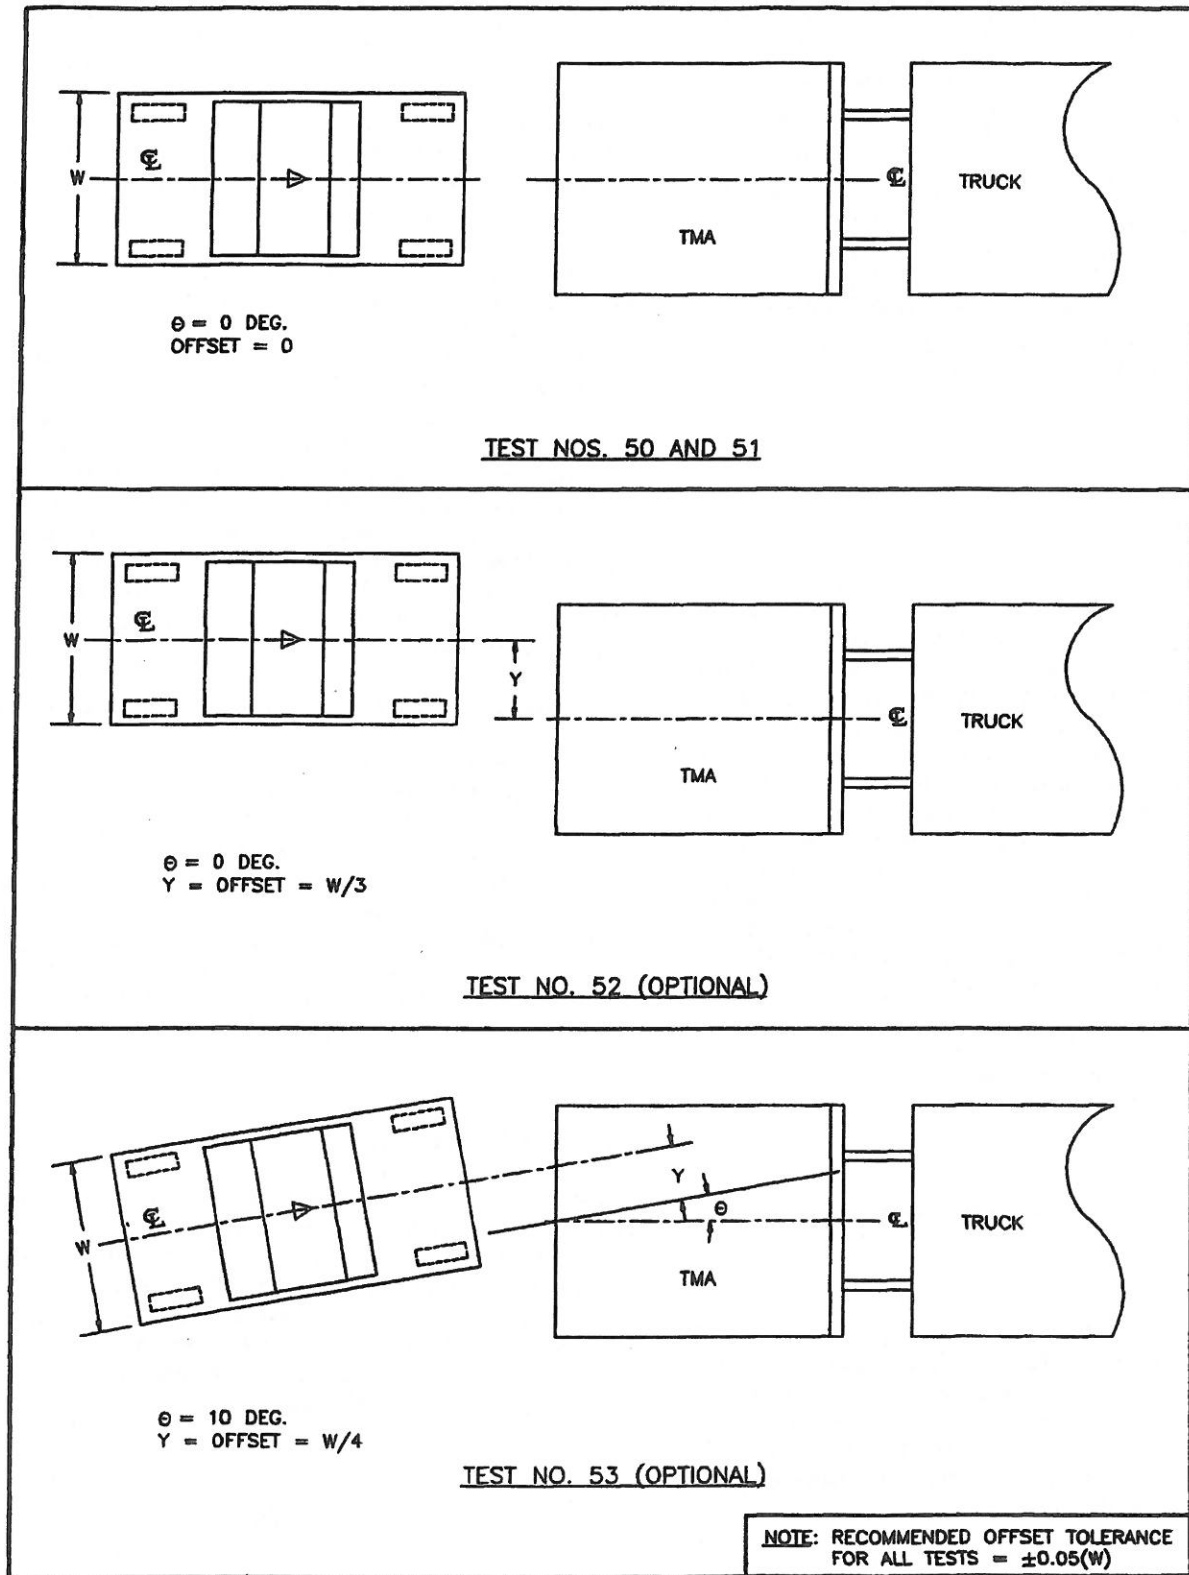 W
℄
℄
TRUCK
TMA
Θ = 0 DEG.
OFFSET = 0
TEST NOS. 50 AND 51
W
℄
Y
℄
TRUCK
TMA
Θ = 0 DEG.
Y = OFFSET = W/3
TEST NO. 52 (OPTIONAL)
W
℄
Y
Θ
℄
TRUCK
TMA
Θ = 10 DEG.
Y = OFFSET = W/4
TEST NO. 53 (OPTIONAL)
NOTE: RECOMMENDED OFFSET TOLERANCE
FOR ALL TESTS = ±0.05(W)